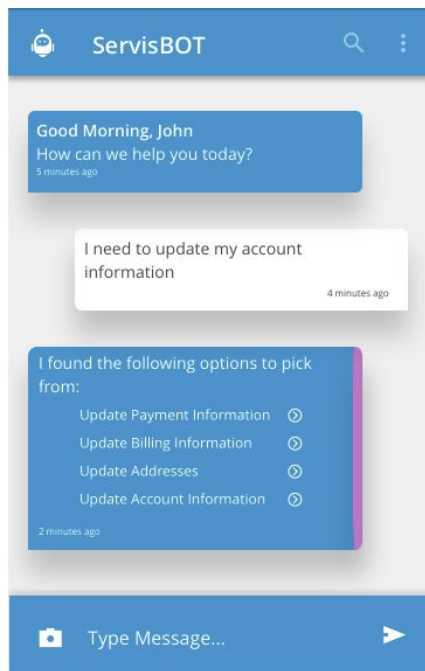 ServisBOT
Good Morning, John
How can we help you today?
5 minutes ago
I need to update my account
information
4 minutes ago
I found the following options to pick
from:
Update Payment Information
Update Billing Information
Update Addresses
Update Account Information
2 minutes ago
Type Message...